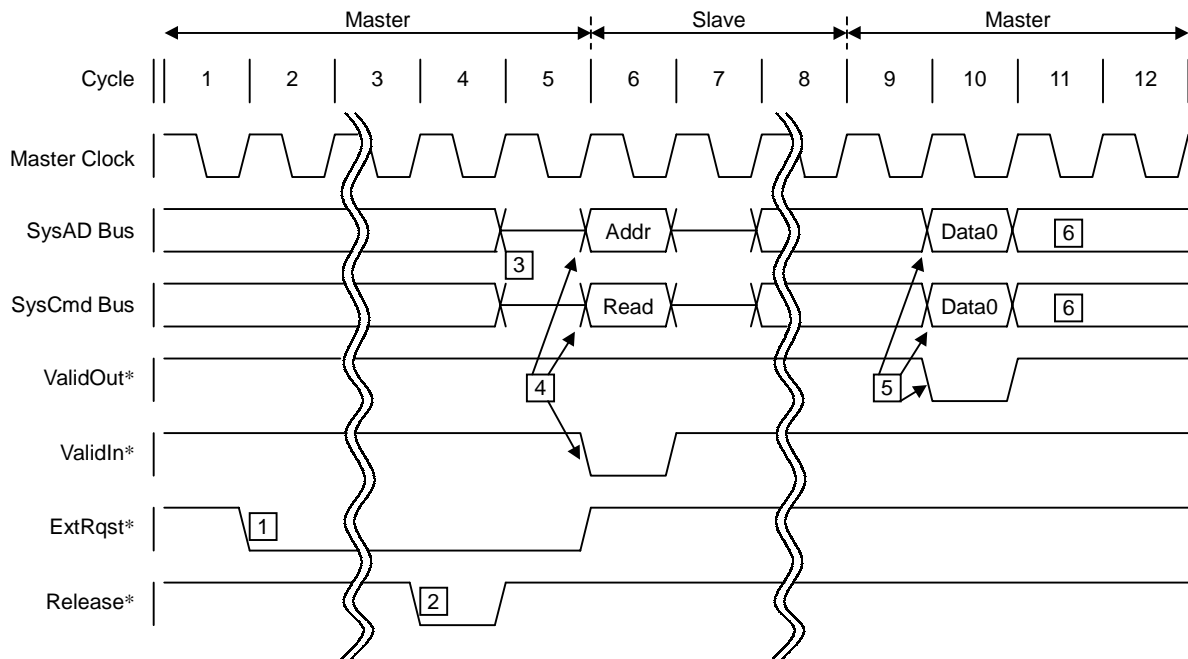 Master Slave Master
Cycle 1 2 3 4 5 6 7 8 9 10 11 12
Master Clock
SysAD Bus Addr Data0 6
3
SysCmd Bus Read Data0 6
ValidOut* 4 5
ValidIn*
ExtRqst* 1
Release* 2